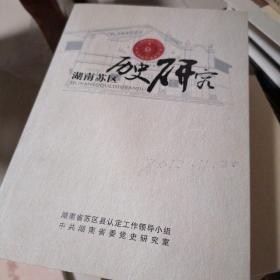 湖南苏区历史研究
湖南省苏区县认定工作领导小组
中共湖南省委党史研究室